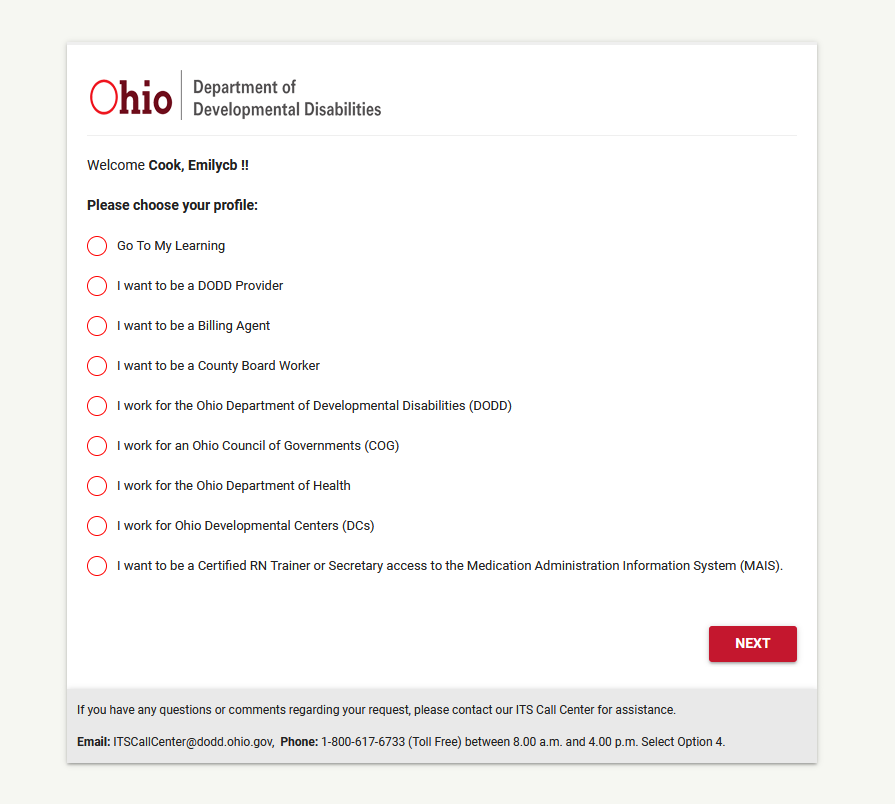 Ohio
Department of
Developmental Disabilities
Welcome Cook, Emilycb !!
Please choose your profile:
Go To My Learning
I want to be a DODD Provider
I want to be a Billing Agent
I want to be a County Board Worker
I work for the Ohio Department of Developmental Disabilities (DODD)
I work for an Ohio Council of Governments (COG)
I work for the Ohio Department of Health
I work for Ohio Developmental Centers (DCs)
I want to be a Certified RN Trainer or Secretary access to the Medication Administration Information System (MAIS).
NEXT
If you have any questions or comments regarding your request, please contact our ITS Call Center for assistance.
Email: ITSCallCenter@dodd.ohio.gov, Phone: 1-800-617-6733 (Toll Free) between 8.00 a.m. and 4.00 p.m. Select Option 4.